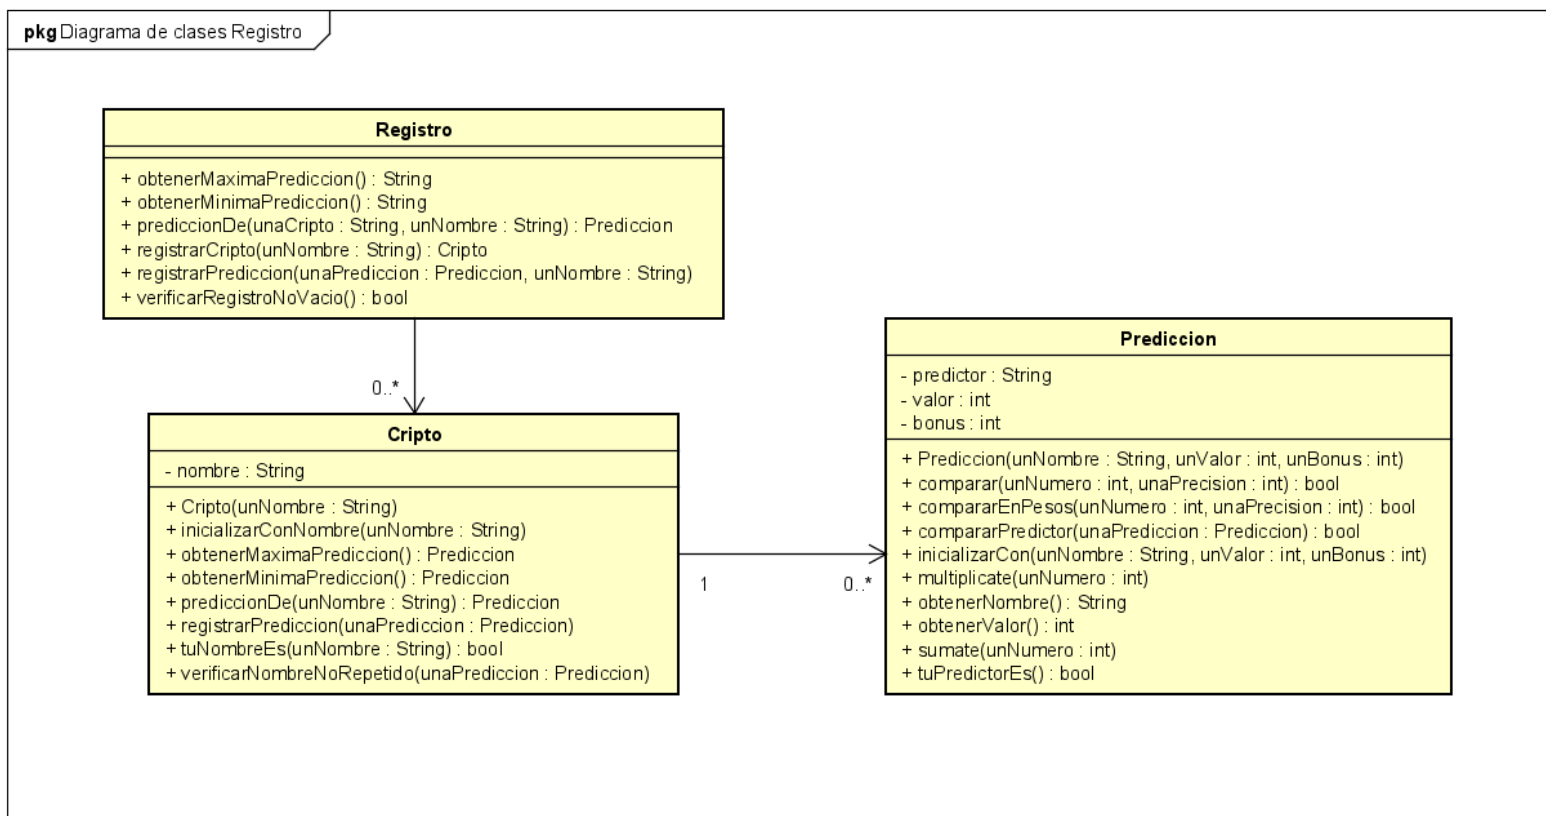 pkg Diagrama de clases Registro
Registro
+ obtenerMaximaPrediccion() : String
+ obtenerMinimaPrediccion() : String
+ prediccionDe(unaCripto : String, unNombre : String) : Prediccion
+ registrarCripto(unNombre : String) : Cripto
+ registrarPrediccion(unaPrediccion : Prediccion, unNombre : String)
+ verificarRegistroNoVacio() : bool
0..*
Cripto
- nombre : String
+ Cripto(unNombre : String)
+ inicializarConNombre(unNombre : String)
+ obtenerMaximaPrediccion() : Prediccion
+ obtenerMinimaPrediccion() : Prediccion
+ prediccionDe(unNombre : String) : Prediccion
+ registrarPrediccion(unaPrediccion : Prediccion)
+ tuNombreEs(unNombre : String) : bool
+ verificarNombreNoRepetido(unaPrediccion : Prediccion)
1
0..*
Prediccion
- predictor : String
- valor : int
- bonus : int
+ Prediccion(unNombre : String, unValor : int, unBonus : int)
+ comparar(unNumero : int, unaPrecision : int) : bool
+ compararEnPesos(unNumero : int, unaPrecision : int) : bool
+ compararPredictor(unaPrediccion : Prediccion) : bool
+ inicializarCon(unNombre : String, unValor : int, unBonus : int)
+ multiplicate(unNumero : int)
+ obtenerNombre() : String
+ obtenerValor() : int
+ sumate(unNumero : int)
+ tuPredictorEs() : bool